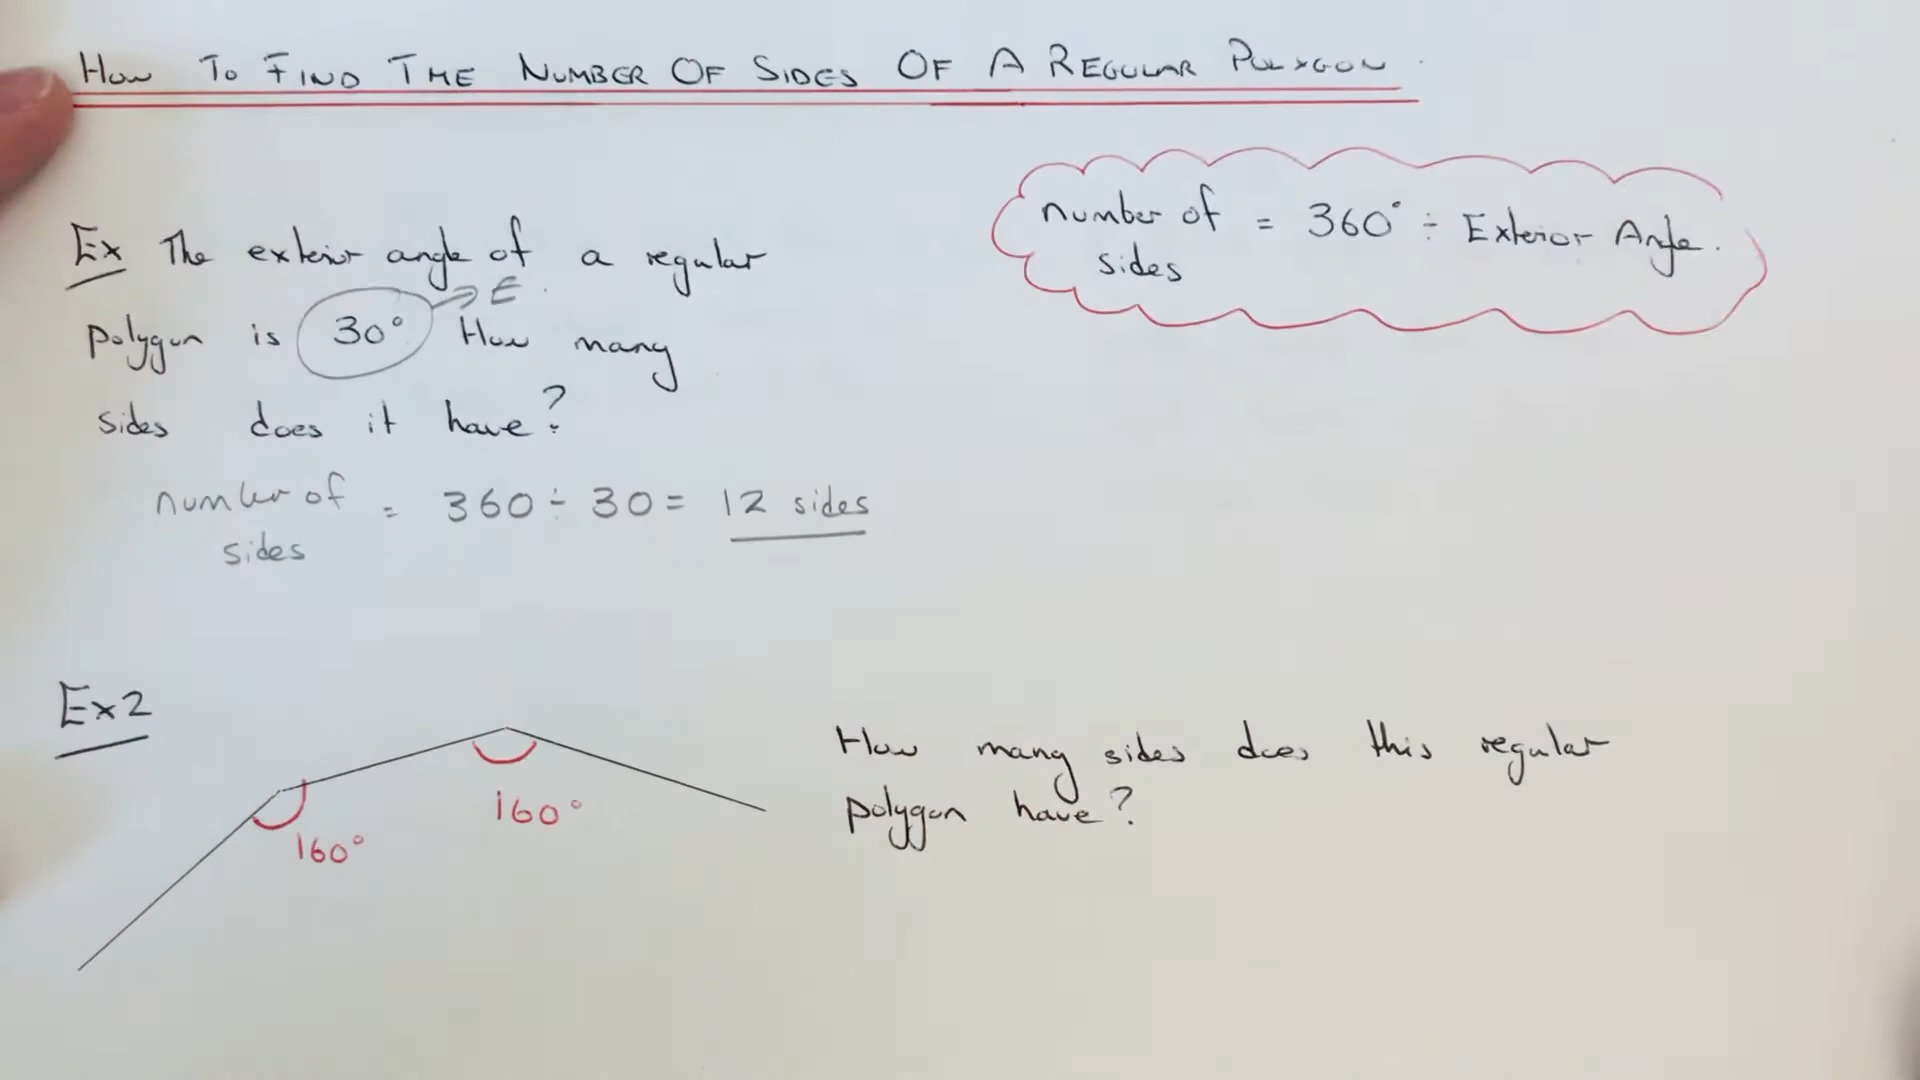 HOW TO FIND THE NUMBER OF SIDES OF A REGULAR POLYGON.
Ex The exterior angle of a regular
→ E.
polygon is 30° How many
sides does it have?
number of = 360 ÷ 30 = 12 sides
sides
number of = 360° ÷ Exterior Angle.
sides
Ex2
160°
160°
How many sides does this regular
polygon have?